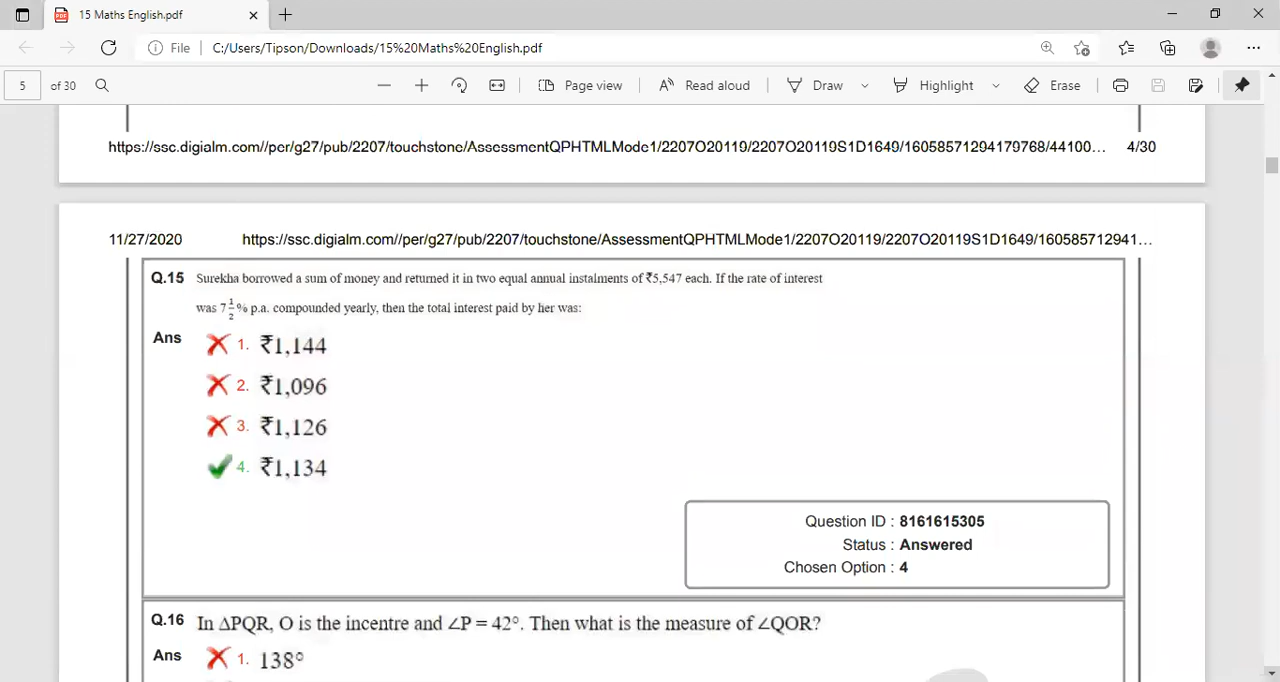 15 Maths English.pdf
File C:/Users/Tipson/Downloads/15%20Maths%20English.pdf
5 of 30 Page view Read aloud Draw Highlight Erase
https://ssc.digialm.com//per/g27/pub/2207/touchstone/AssessmentQPHTMLMode1/2207O20119/2207O20119S1D1649/16058571294179768/44100... 4/30
11/27/2020 https://ssc.digialm.com//per/g27/pub/2207/touchstone/AssessmentQPHTMLMode1/2207O20119/2207O20119S1D1649/160585712941...
Q.15 Surekha borrowed a sum of money and returned it in two equal annual instalments of ₹5,547 each. If the rate of interest
was 7 1/2 % p.a. compounded yearly, then the total interest paid by her was:
Ans 1. ₹1,144
2. ₹1,096
3. ₹1,126
4. ₹1,134
Question ID : 8161615305
Status : Answered
Chosen Option : 4
Q.16 In ΔPQR, O is the incentre and ∠P = 42°. Then what is the measure of ∠QOR?
Ans 1. 138°